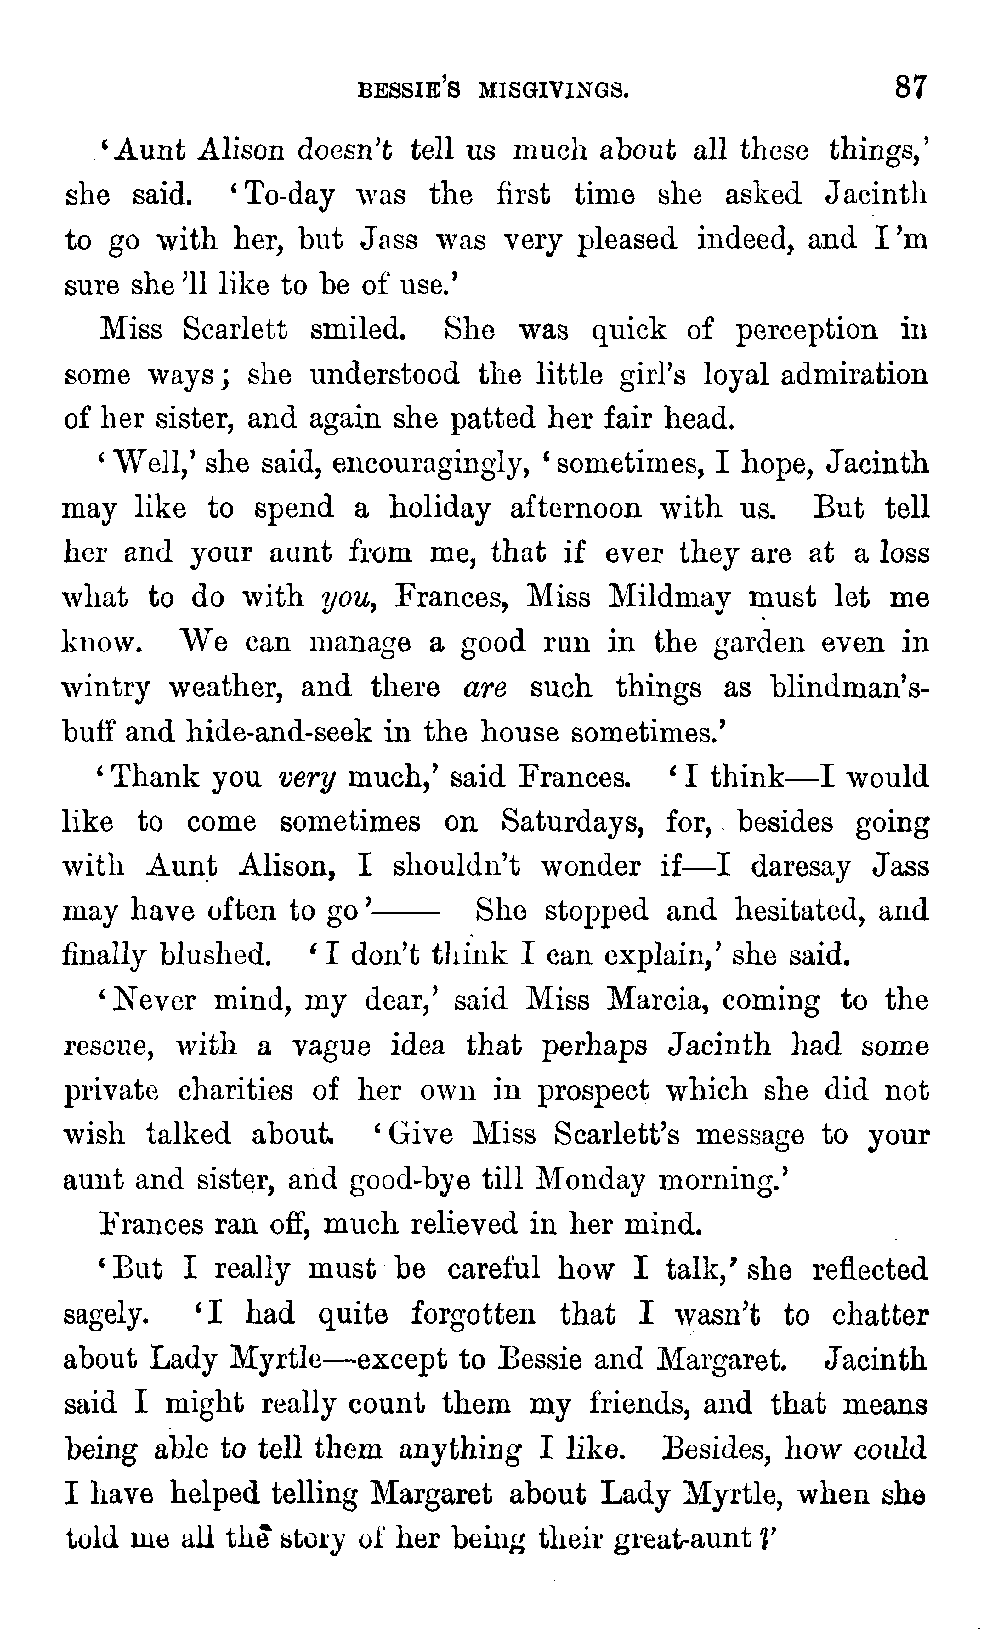 BESSIE'S MISGIVINGS. 87
'Aunt Alison doesn't tell us much about all these things,'
she said. 'To-day was the first time she asked Jacinth
to go with her, but Jass was very pleased indeed, and I'm
sure she'll like to be of use.'
Miss Scarlett smiled. She was quick of perception in
some ways; she understood the little girl's loyal admiration
of her sister, and again she patted her fair head.
'Well,' she said, encouragingly, 'sometimes, I hope, Jacinth
may like to spend a holiday afternoon with us. But tell
her and your aunt from me, that if ever they are at a loss
what to do with you, Frances, Miss Mildmay must let me
know. We can manage a good run in the garden even in
wintry weather, and there are such things as blindman's-
buff and hide-and-seek in the house sometimes.'
'Thank you very much,' said Frances. 'I think—I would
like to come sometimes on Saturdays, for, besides going
with Aunt Alison, I shouldn't wonder if—I daresay Jass
may have often to go'—— She stopped and hesitated, and
finally blushed. 'I don't think I can explain,' she said.
'Never mind, my dear,' said Miss Marcia, coming to the
rescue, with a vague idea that perhaps Jacinth had some
private charities of her own in prospect which she did not
wish talked about. 'Give Miss Scarlett's message to your
aunt and sister, and good-bye till Monday morning.'
Frances ran off, much relieved in her mind.
'But I really must be careful how I talk,' she reflected
sagely. 'I had quite forgotten that I wasn't to chatter
about Lady Myrtle—except to Bessie and Margaret. Jacinth
said I might really count them my friends, and that means
being able to tell them anything I like. Besides, how could
I have helped telling Margaret about Lady Myrtle, when she
told me all the story of her being their great-aunt?'